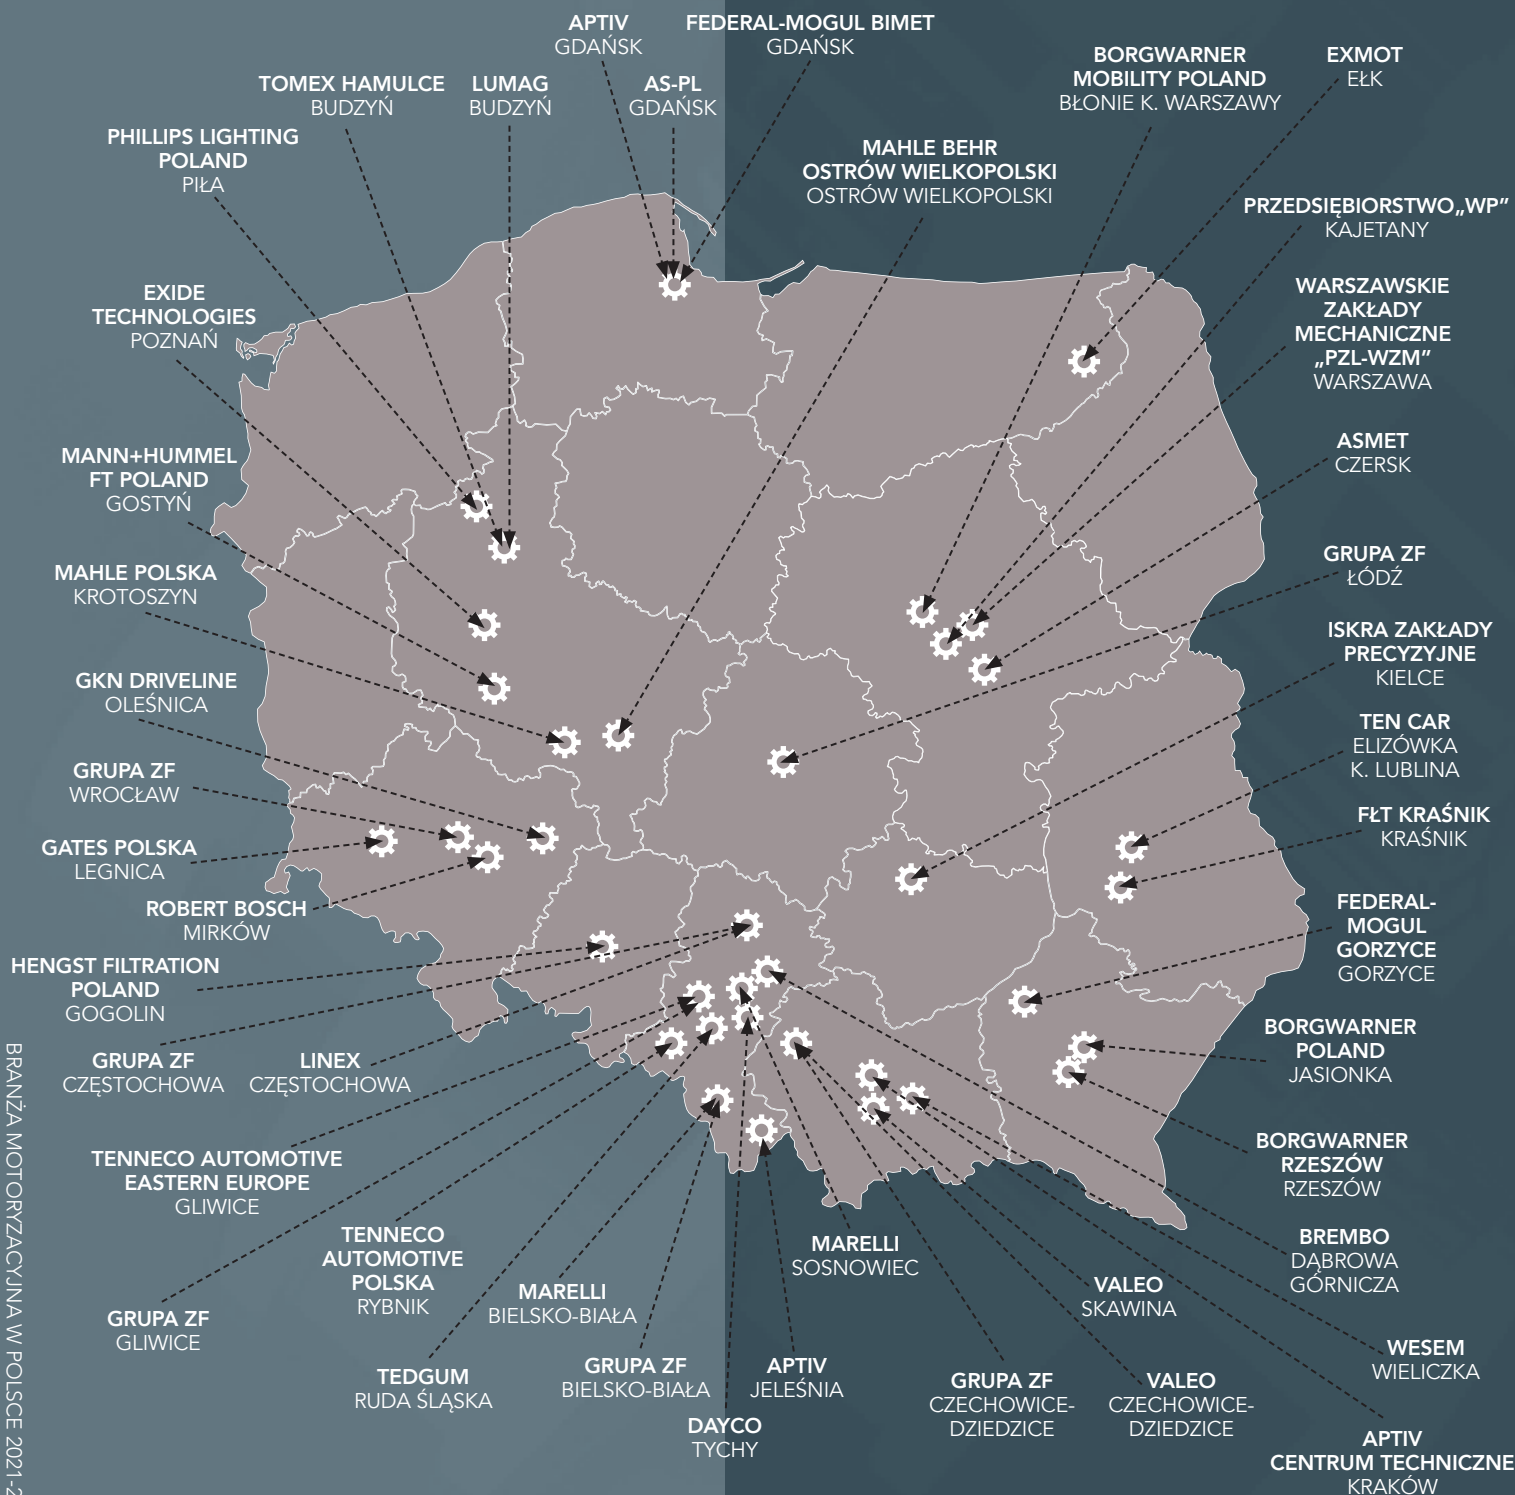 APTIV
GDAŃSK
FEDERAL-MOGUL BIMET
GDAŃSK
TOMEX HAMULCE
BUDZYŃ
LUMAG
BUDZYŃ
AS-PL
GDAŃSK
BORGWARNER
MOBILITY POLAND
BŁONIE K. WARSZAWY
EXMOT
EŁK
PHILLIPS LIGHTING
POLAND
PIŁA
MAHLE BEHR
OSTRÓW WIELKOPOLSKI
OSTRÓW WIELKOPOLSKI
PRZEDSIĘBIORSTWO„WP”
KAJETANY
EXIDE
TECHNOLOGIES
POZNAŃ
WARSZAWSKIE
ZAKŁADY
MECHANICZNE
„PZL-WZM”
WARSZAWA
MANN+HUMMEL
FT POLAND
GOSTYŃ
ASMET
CZERSK
MAHLE POLSKA
KROTOSZYN
GRUPA ZF
ŁÓDŹ
GKN DRIVELINE
OLEŚNICA
ISKRA ZAKŁADY
PRECYZYJNE
KIELCE
GRUPA ZF
WROCŁAW
TEN CAR
ELIZÓWKA
K. LUBLINA
GATES POLSKA
LEGNICA
FŁT KRAŚNIK
KRAŚNIK
ROBERT BOSCH
MIRKÓW
FEDERAL-
MOGUL
GORZYCE
GORZYCE
HENGST FILTRATION
POLAND
GOGOLIN
GRUPA ZF
CZĘSTOCHOWA
LINEX
CZĘSTOCHOWA
BORGWARNER
POLAND
JASIONKA
TENNECO AUTOMOTIVE
EASTERN EUROPE
GLIWICE
BORGWARNER
RZESZÓW
RZESZÓW
TENNECO
AUTOMOTIVE
POLSKA
RYBNIK
MARELLI
SOSNOWIEC
BREMBO
DĄBROWA
GÓRNICZA
GRUPA ZF
GLIWICE
MARELLI
BIELSKO-BIAŁA
VALEO
SKAWINA
TEDGUM
RUDA ŚLĄSKA
GRUPA ZF
BIELSKO-BIAŁA
APTIV
JELEŚNIA
GRUPA ZF
CZECHOWICE-
DZIEDZICE
VALEO
CZECHOWICE-
DZIEDZICE
WESEM
WIELICZKA
DAYCO
TYCHY
APTIV
CENTRUM TECHNICZNE
KRAKÓW
BRANŻA MOTORYZACYJNA W POLSCE 2021-2